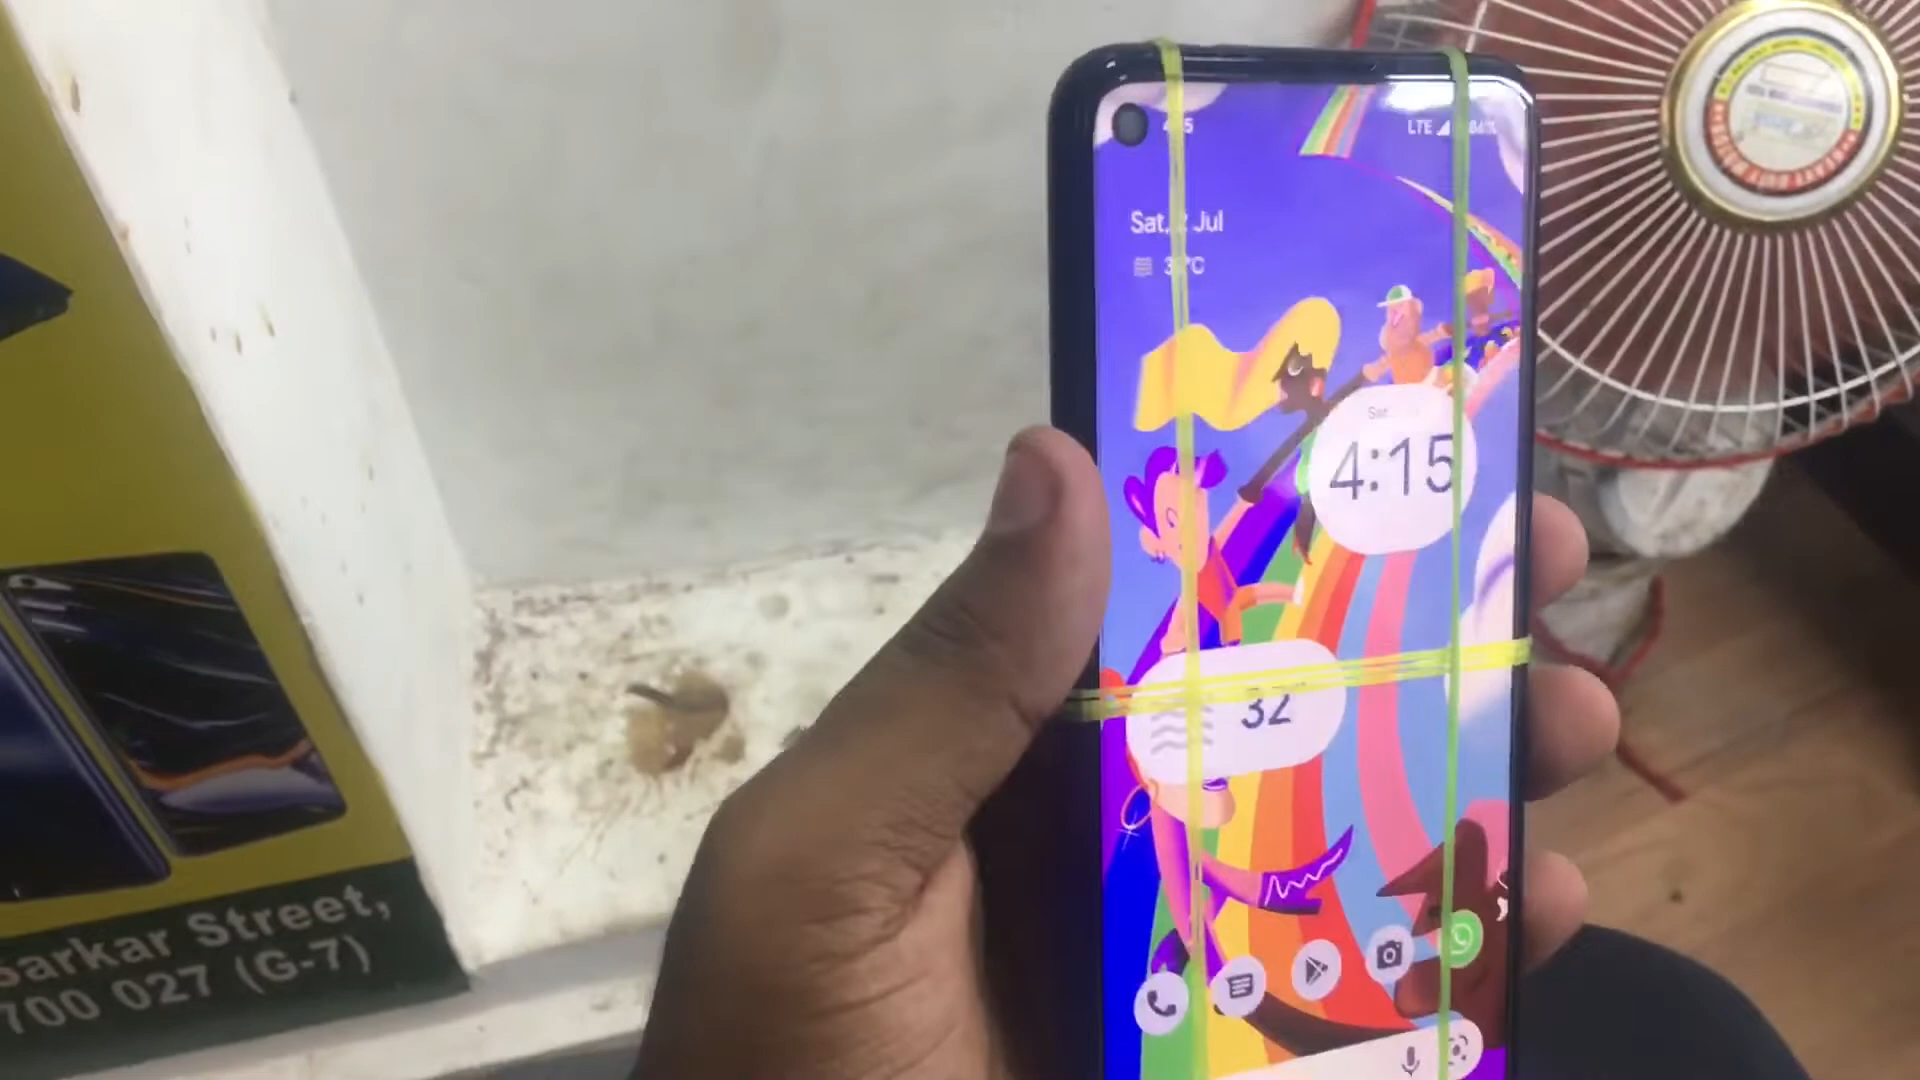 LTE
Sat, 2 Jul
Sat
4:15
32
Sarkar Street,
700 027 (G-7)